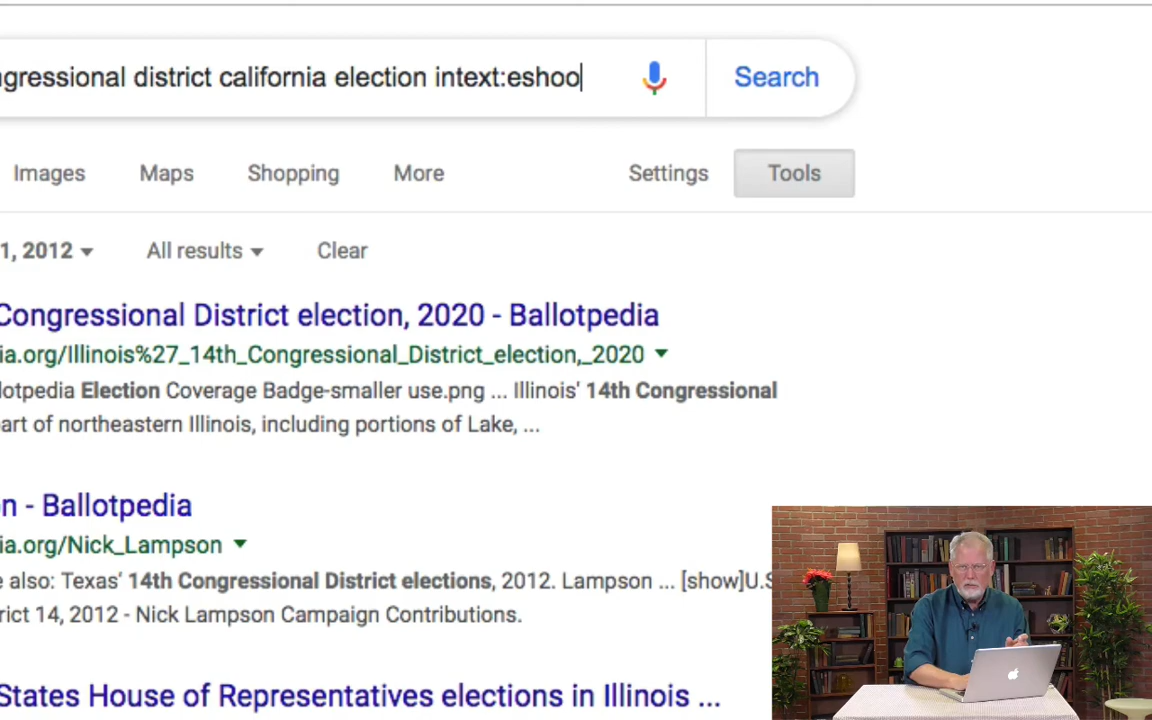 ngressional district california election intext:eshoo
Search
Images Maps Shopping More Settings Tools
1, 2012 All results Clear
Congressional District election, 2020 - Ballotpedia
ia.org/Illinois%27_14th_Congressional_District_election,_2020
lotpedia Election Coverage Badge-smaller use.png ... Illinois' 14th Congressional
art of northeastern Illinois, including portions of Lake, ...
n - Ballotpedia
ia.org/Nick_Lampson
e also: Texas' 14th Congressional District elections, 2012. Lampson ... [show]U.S
rict 14, 2012 - Nick Lampson Campaign Contributions.
States House of Representatives elections in Illinois ...